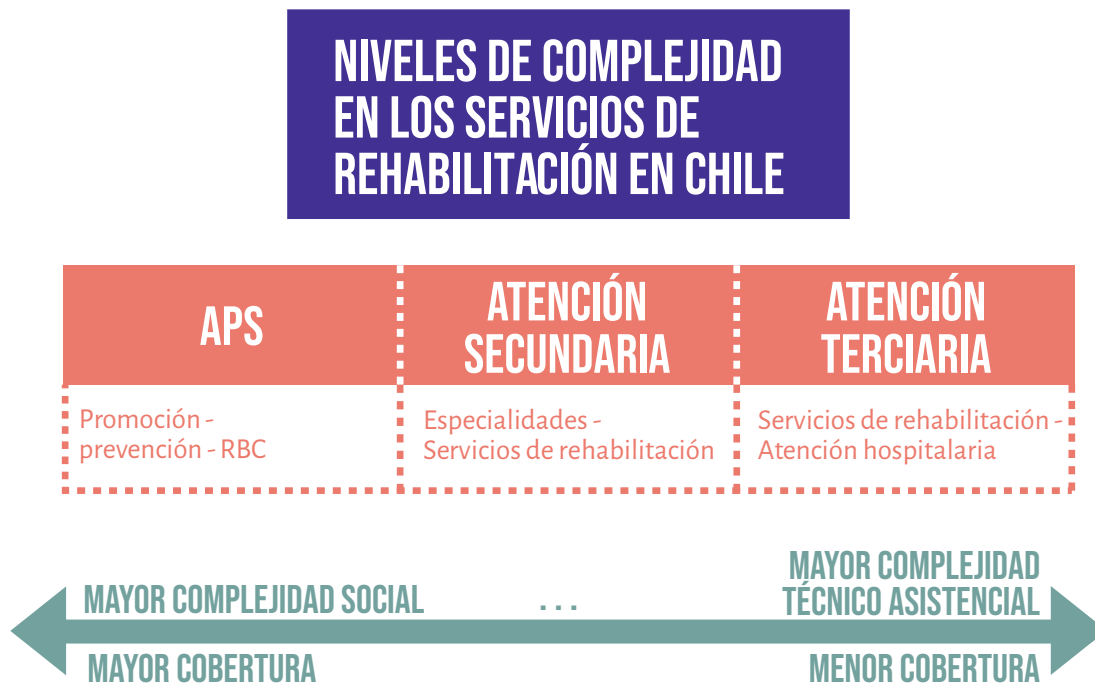 NIVELES DE COMPLEJIDAD
EN LOS SERVICIOS DE
REHABILITACIÓN EN CHILE
APS
ATENCIÓN
SECUNDARIA
ATENCIÓN
TERCIARIA
Promoción -
prevención - RBC
Especialidades -
Servicios de rehabilitación
Servicios de rehabilitación -
Atención hospitalaria
MAYOR COMPLEJIDAD SOCIAL
...
MAYOR COMPLEJIDAD
TÉCNICO ASISTENCIAL
MAYOR COBERTURA
MENOR COBERTURA